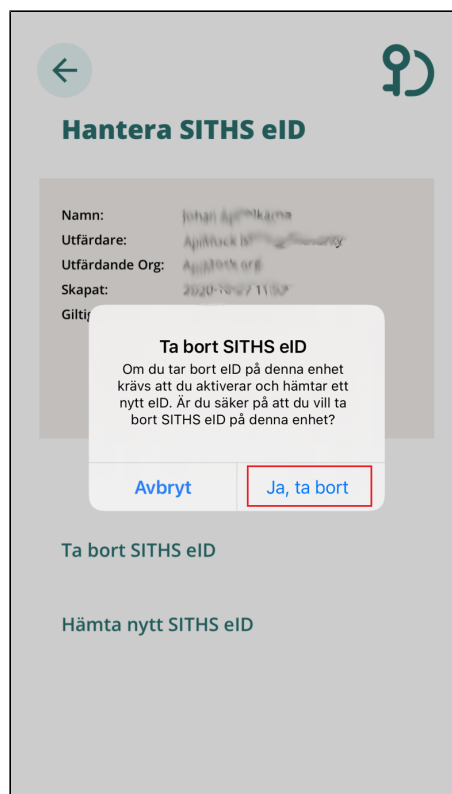 Hantera SITHS eID
Namn: Johan
Utfärdare:
Utfärdande Org:
Skapat:
Ta bort SITHS eID
Om du tar bort eID på denna enhet
krävs att du aktiverar och hämtar ett
nytt eID. Är du säker på att du vill ta
bort SITHS eID på denna enhet?
Avbryt Ja, ta bort
Ta bort SITHS eID
Hämta nytt SITHS eID